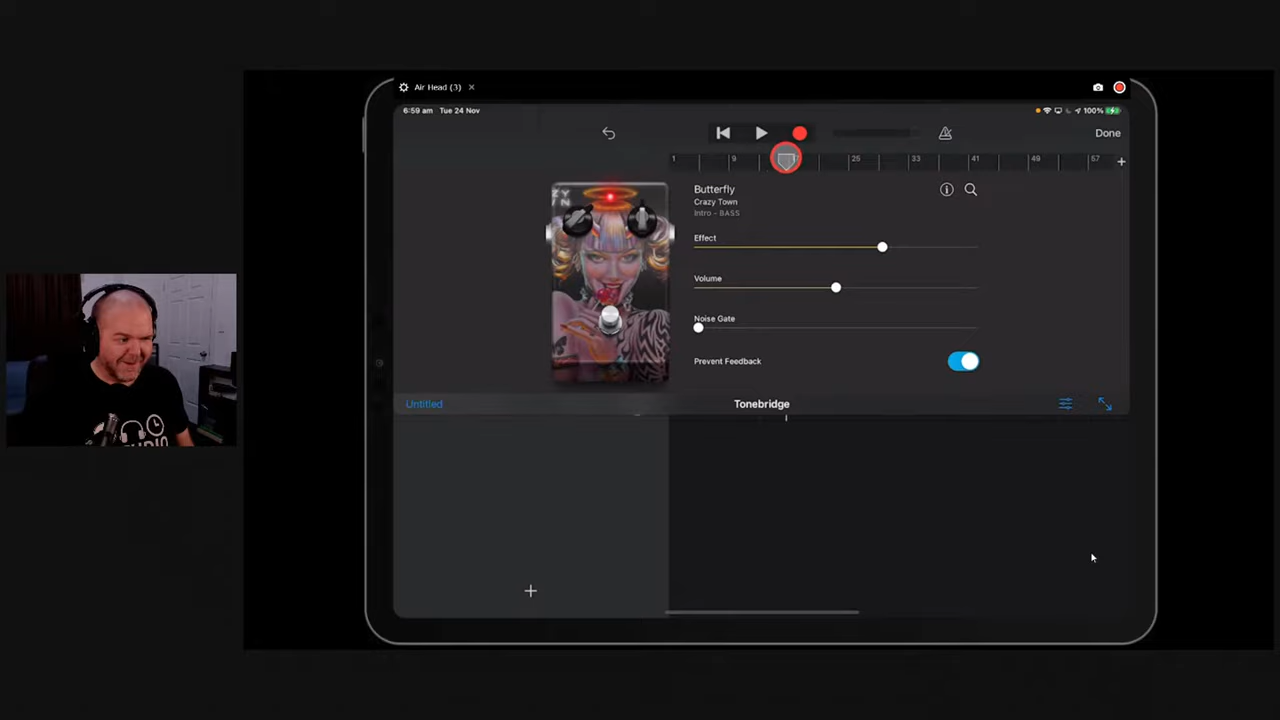 Air Head (3)
6:59 am Tue 24 Nov
100%
Done
1 9 25 33 41 49 57
Butterfly
Crazy Town
Intro - BASS
Effect
Volume
Noise Gate
Prevent Feedback
Untitled
Tonebridge